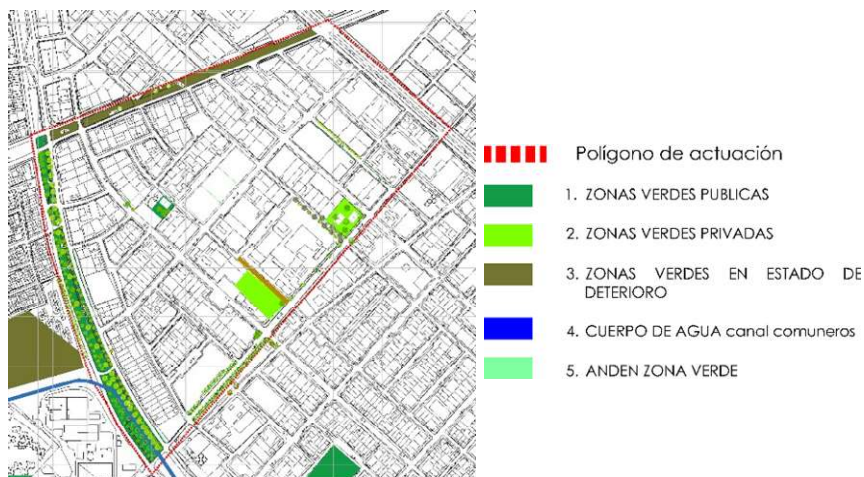 Polígono de actuación
1. ZONAS VERDES PUBLICAS
2. ZONAS VERDES PRIVADAS
3. ZONAS VERDES EN ESTADO DE
DETERIORO
4. CUERPO DE AGUA canal comuneros
5. ANDEN ZONA VERDE